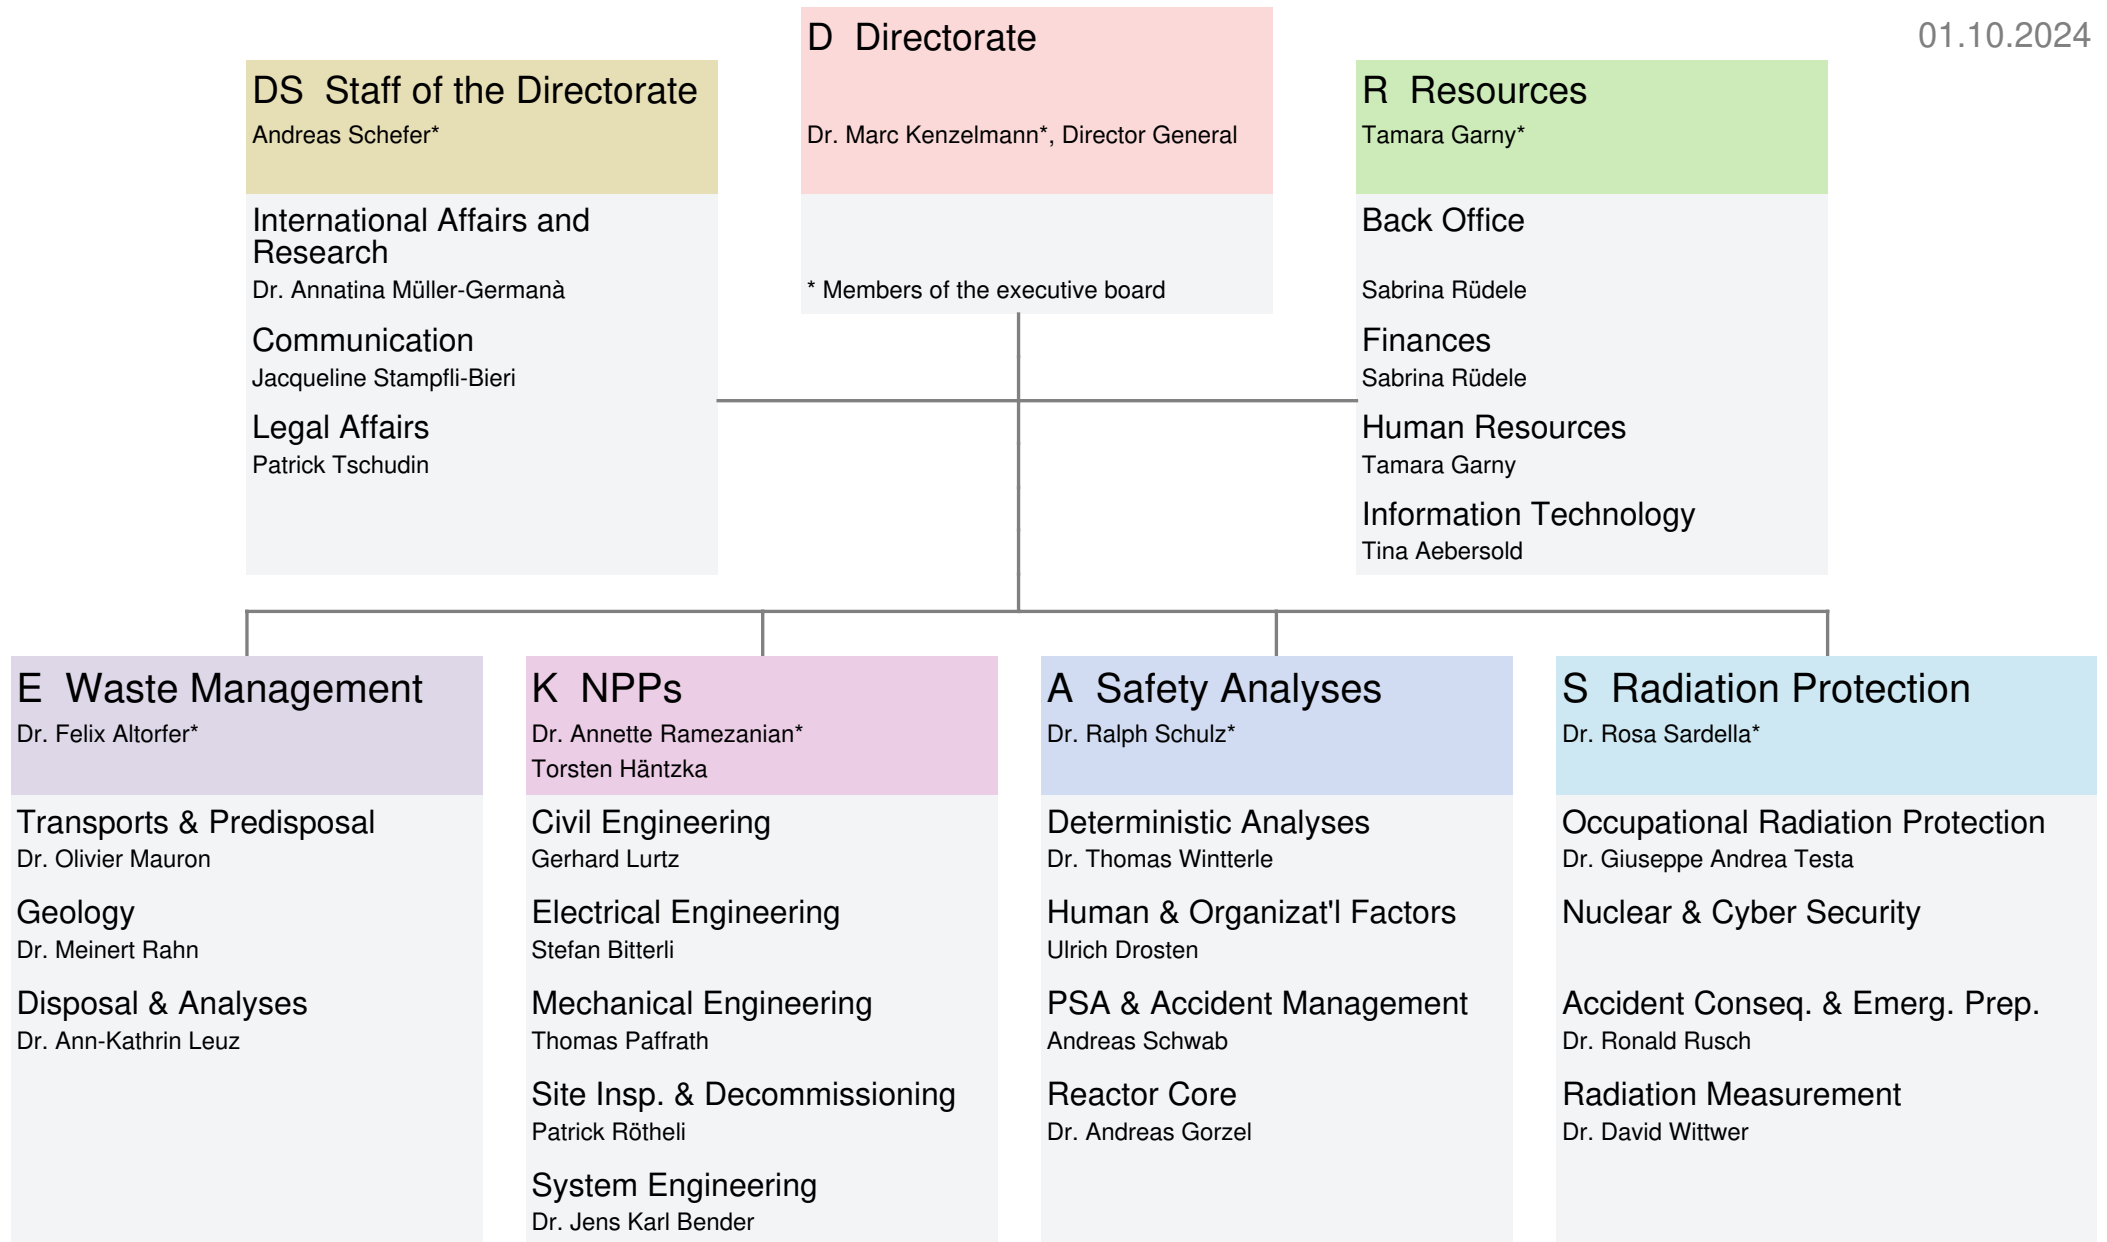 01.10.2024
D Directorate
Dr. Marc Kenzelmann*, Director General
* Members of the executive board
DS Staff of the Directorate
Andreas Schefer*
International Affairs and
Research
Dr. Annatina Müller-Germanà
Communication
Jacqueline Stampfli-Bieri
Legal Affairs
Patrick Tschudin
R Resources
Tamara Garny*
Back Office
Sabrina Rüdele
Finances
Sabrina Rüdele
Human Resources
Tamara Garny
Information Technology
Tina Aebersold
E Waste Management
Dr. Felix Altorfer*
Transports & Predisposal
Dr. Olivier Mauron
Geology
Dr. Meinert Rahn
Disposal & Analyses
Dr. Ann-Kathrin Leuz
K NPPs
Dr. Annette Ramezanian*
Torsten Häntzka
Civil Engineering
Gerhard Lurtz
Electrical Engineering
Stefan Bitterli
Mechanical Engineering
Thomas Paffrath
Site Insp. & Decommissioning
Patrick Rötheli
System Engineering
Dr. Jens Karl Bender
A Safety Analyses
Dr. Ralph Schulz*
Deterministic Analyses
Dr. Thomas Wintterle
Human & Organizat'l Factors
Ulrich Drosten
PSA & Accident Management
Andreas Schwab
Reactor Core
Dr. Andreas Gorzel
S Radiation Protection
Dr. Rosa Sardella*
Occupational Radiation Protection
Dr. Giuseppe Andrea Testa
Nuclear & Cyber Security
Accident Conseq. & Emerg. Prep.
Dr. Ronald Rusch
Radiation Measurement
Dr. David Wittwer